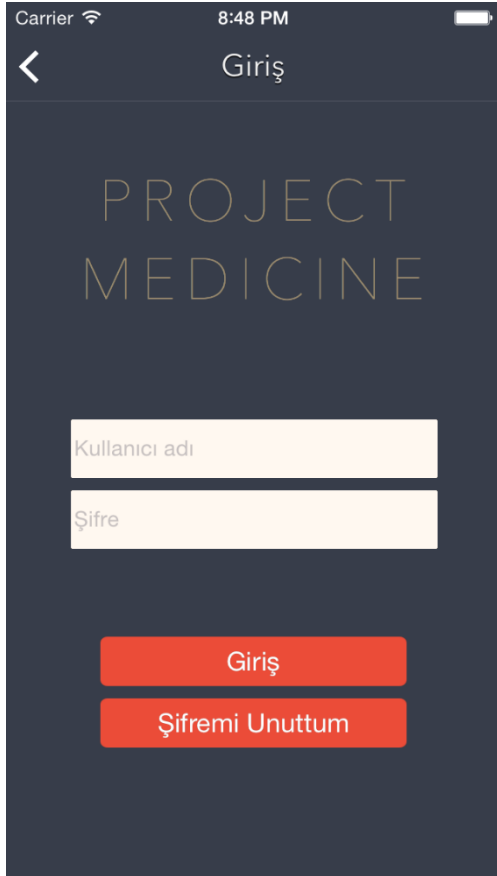 Carrier 8:48 PM
Giriş
PROJECT
MEDICINE
Kullanıcı adı
Şifre
Giriş
Şifremi Unuttum